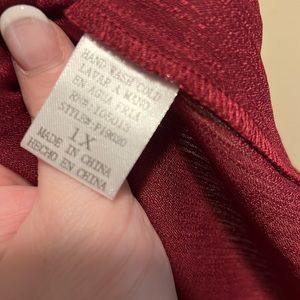 HAND WASH COLD
LAVAR A MANO
EN AGUA FRIA
1X
MADE IN CHINA
HECHO EN CHINA